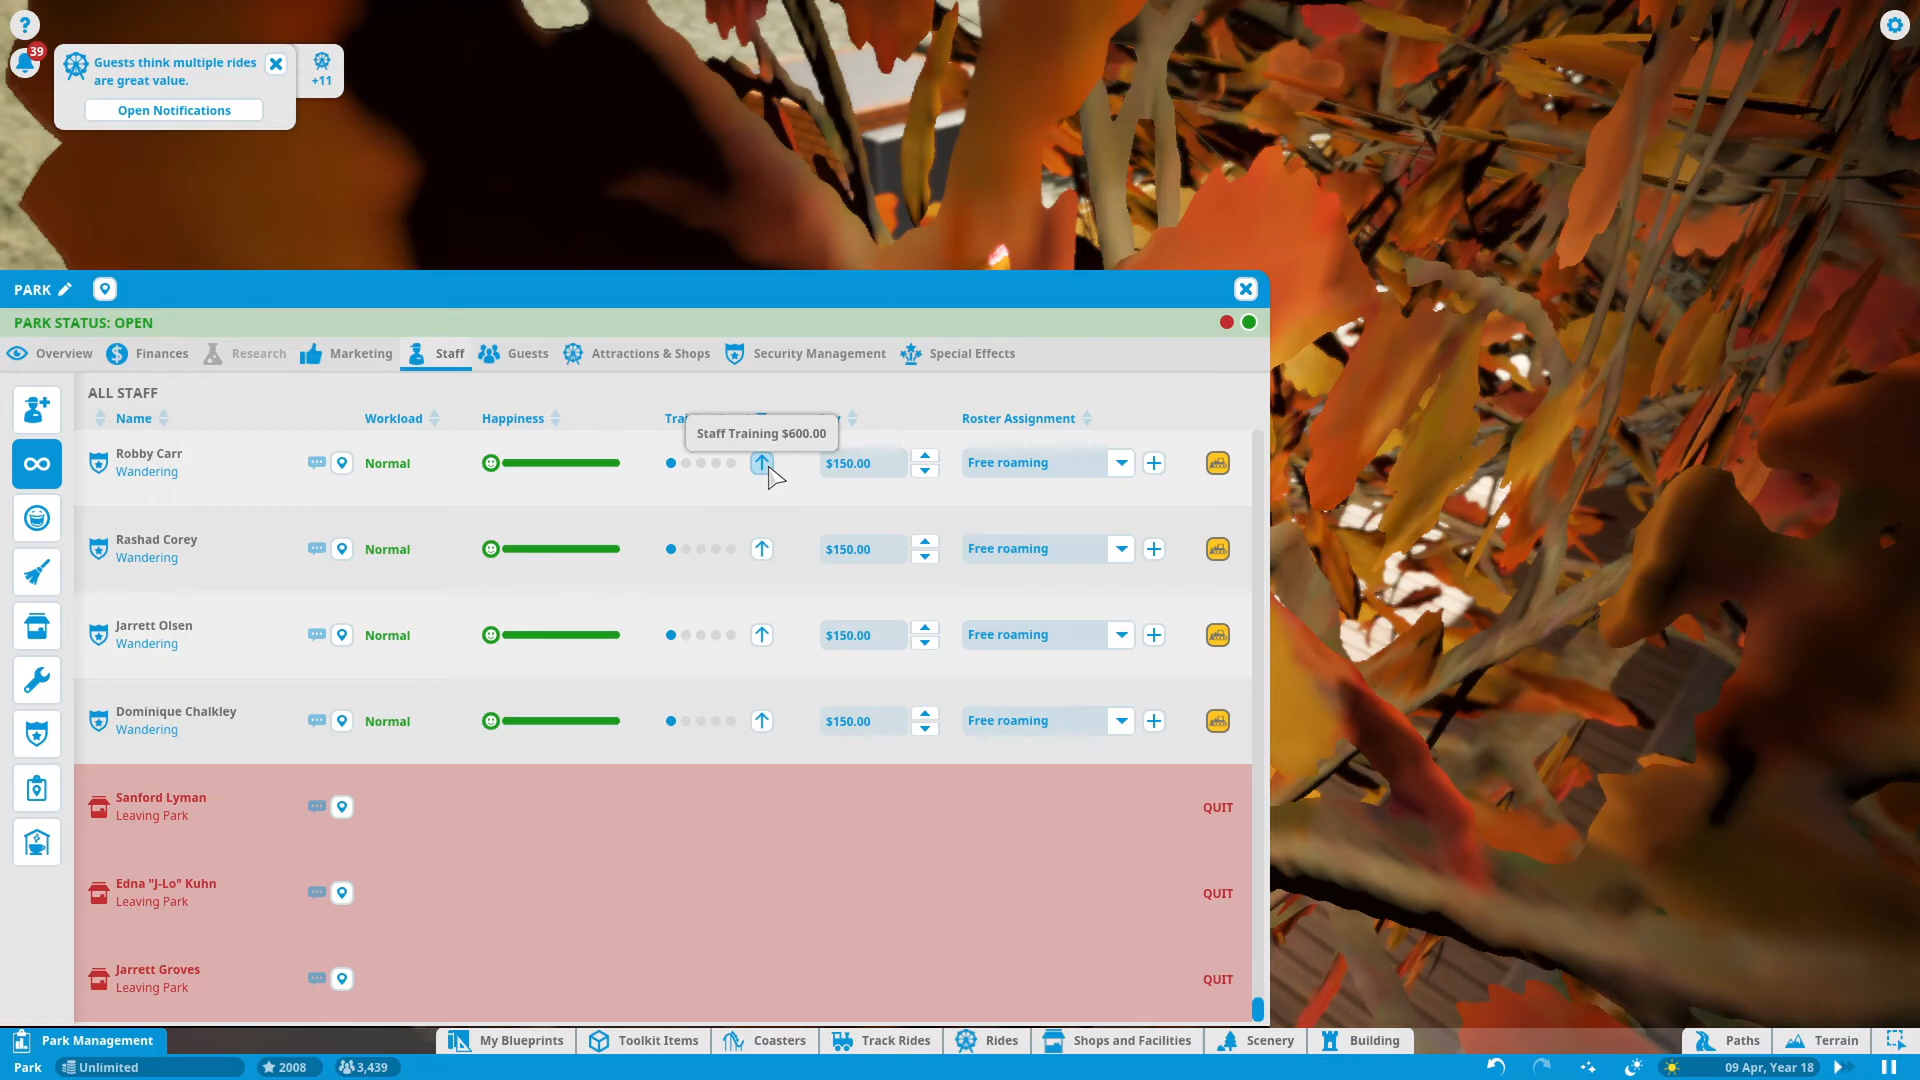 ?
39
Guests think multiple rides
are great value.
+11
Open Notifications
PARK
PARK STATUS: OPEN
Overview
Finances
Research
Marketing
Staff
Guests
Attractions & Shops
Security Management
Special Effects
ALL STAFF
Name
Workload
Happiness
Roster Assignment
Staff Training $600.00
Robby Carr
Wandering
Normal
$150.00
Free roaming
Rashad Corey
Wandering
Normal
$150.00
Free roaming
Jarrett Olsen
Wandering
Normal
$150.00
Free roaming
Dominique Chalkley
Wandering
Normal
$150.00
Free roaming
Sanford Lyman
Leaving Park
QUIT
Edna "J-Lo" Kuhn
Leaving Park
QUIT
Jarrett Groves
Leaving Park
QUIT
Park Management
My Blueprints
Toolkit Items
Coasters
Track Rides
Rides
Shops and Facilities
Scenery
Building
Paths
Terrain
Park
Unlimited
2008
3,439
09 Apr, Year 18